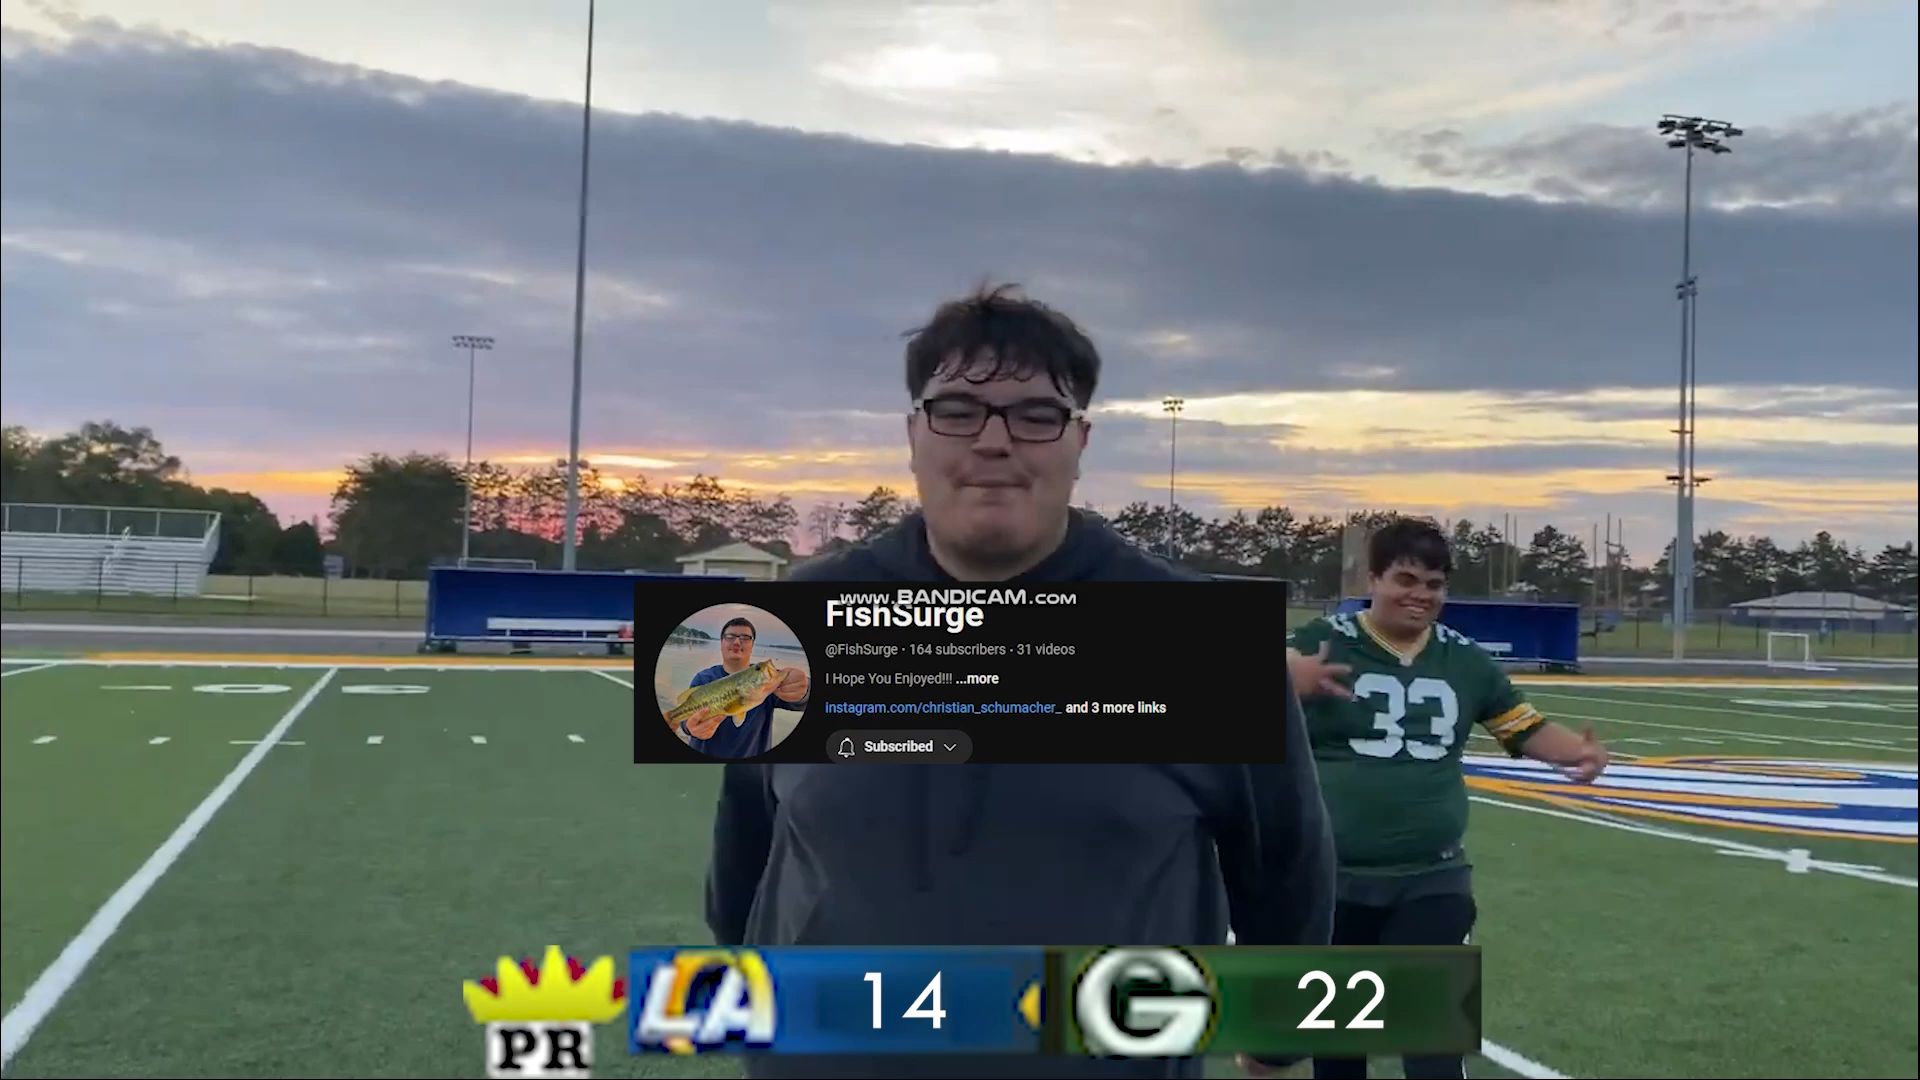 www.BANDICAM.com
FishSurge
@FishSurge · 164 subscribers · 31 videos
I Hope You Enjoyed!!! ...more
instagram.com/christian_schumacher_ and 3 more links
Subscribed
33
PR
LA 14 G 22